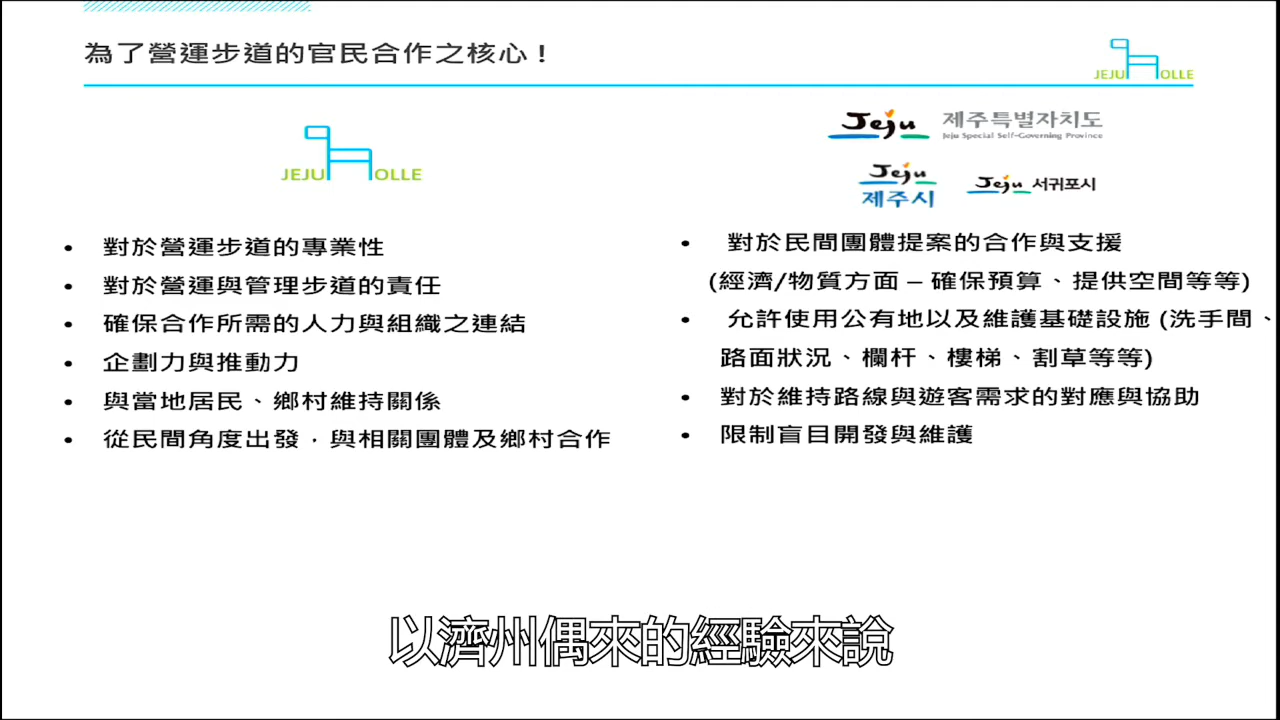 為了營運步道的官民合作之核心！
JEJU OLLE
JEJU OLLE
Jeju 제주특별자치도
Jeju Special Self-Governing Province
Jeju
제주시
Jeju 서귀포시
• 對於營運步道的專業性
• 對於營運與管理步道的責任
• 確保合作所需的人力與組織之連結
• 企劃力與推動力
• 與當地居民、鄉村維持關係
• 從民間角度出發，與相關團體及鄉村合作
• 對於民間團體提案的合作與支援
(經濟/物質方面 – 確保預算、提供空間等等)
• 允許使用公有地以及維護基礎設施 (洗手間、
路面狀況、欄杆、樓梯、割草等等)
• 對於維持路線與遊客需求的對應與協助
• 限制盲目開發與維護
以濟州偶來的經驗來說